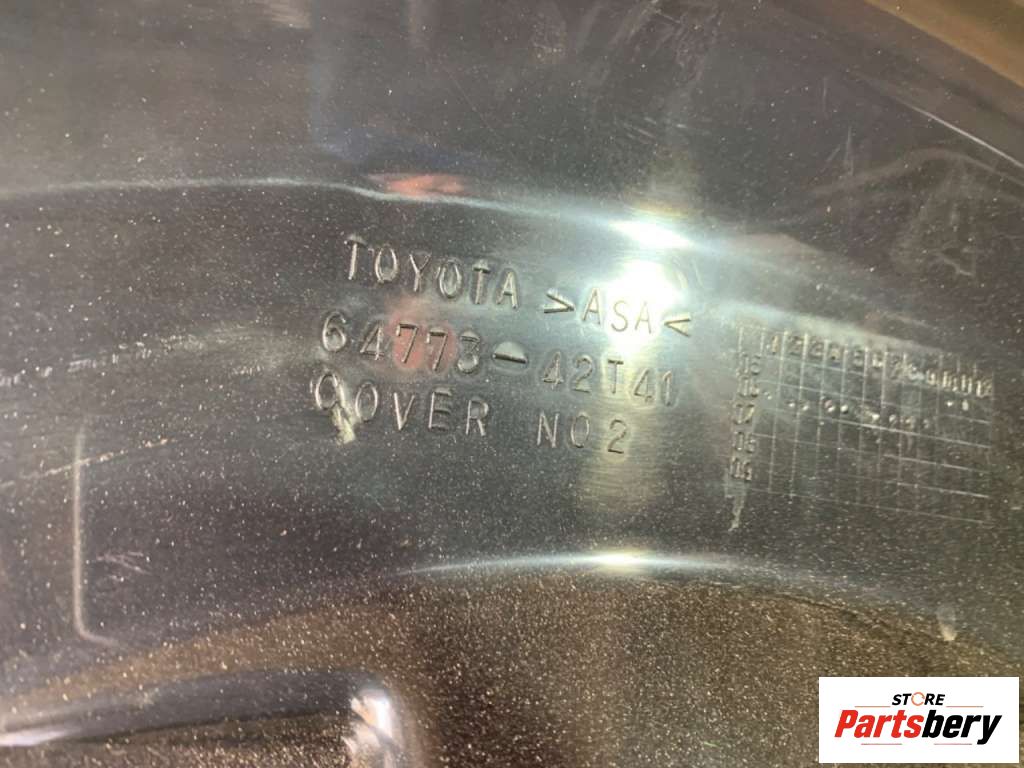 TOYOTA >ASA<
64773-42T41
COVER NO2
STORE
Partsbery